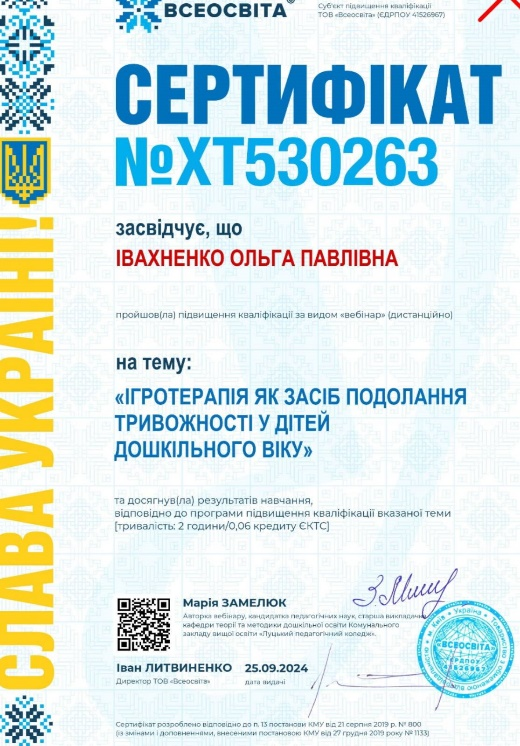 ВСЕОСВІТА®
Суб'єкт підвищення кваліфікації
ТОВ «Всеосвіта» (ЄДРПОУ 41526967)
СЕРТИФІКАТ
№ХТ530263
засвідчує, що
ІВАХНЕНКО ОЛЬГА ПАВЛІВНА
пройшов(ла) підвищення кваліфікації за видом «вебінар» (дистанційно)
на тему:
«ІГРОТЕРАПІЯ ЯК ЗАСІБ ПОДОЛАННЯ
ТРИВОЖНОСТІ У ДІТЕЙ
ДОШКІЛЬНОГО ВІКУ»
та досягнув(ла) результатів навчання,
відповідно до програми підвищення кваліфікації вказаної теми
[тривалість: 2 години/0,06 кредиту ЄКТС]
Марія ЗАМЕЛЮК
Авторка вебінару, кандидатка педагогічних наук, старша викладачка
кафедри теорії та методики дошкільної освіти Комунального
закладу вищої освіти «Луцький педагогічний коледж».
Іван ЛИТВИНЕНКО 25.09.2024
Директор ТОВ «Всеосвіта» дата видачі
Сертифікат розроблено відповідно до п. 13 постанови КМУ від 21 серпня 2019 р. № 800
(із змінами і доповненнями, внесеними постановою КМУ від 27 грудня 2019 року № 1133)
СЛАВА УКРАЇНІ!
Україна
«ВСЕОСВІТА»
ЄДРПОУ
41526967